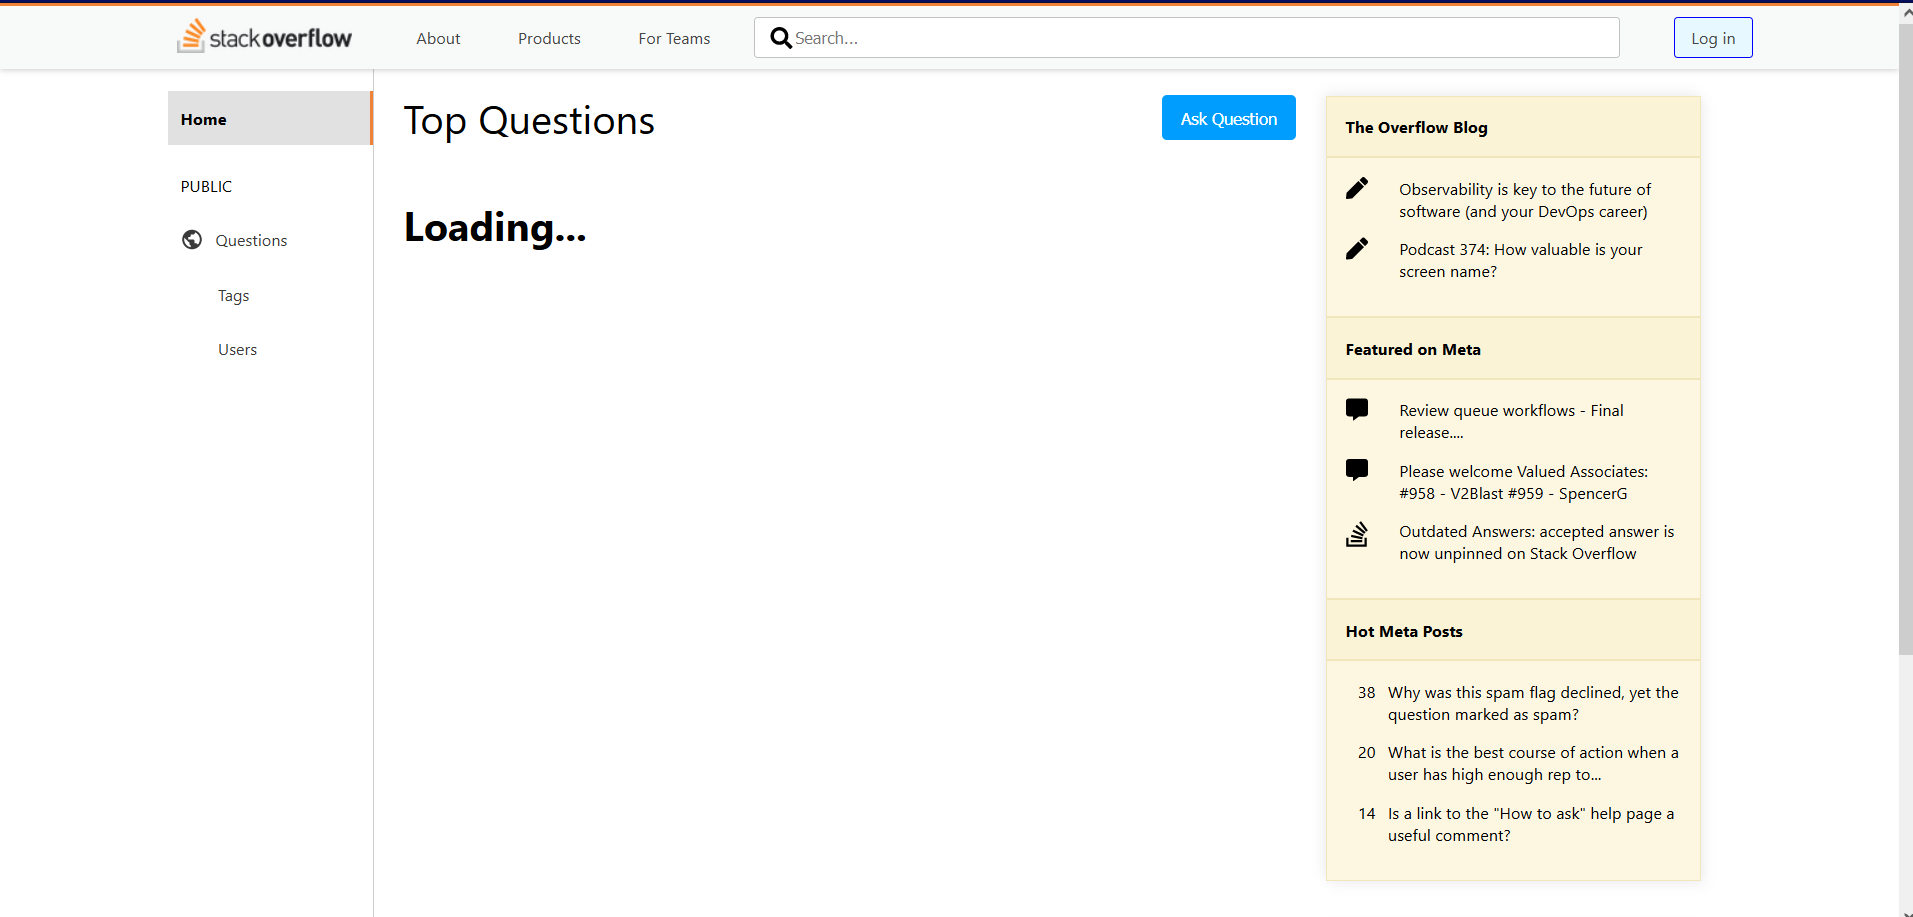 stackoverflow
About
Products
For Teams
Search...
Log in
Home
PUBLIC
Questions
Tags
Users
Top Questions
Ask Question
Loading...
The Overflow Blog
Observability is key to the future of
software (and your DevOps career)
Podcast 374: How valuable is your
screen name?
Featured on Meta
Review queue workflows - Final
release....
Please welcome Valued Associates:
#958 - V2Blast #959 - SpencerG
Outdated Answers: accepted answer is
now unpinned on Stack Overflow
Hot Meta Posts
38 Why was this spam flag declined, yet the
question marked as spam?
20 What is the best course of action when a
user has high enough rep to...
14 Is a link to the "How to ask" help page a
useful comment?